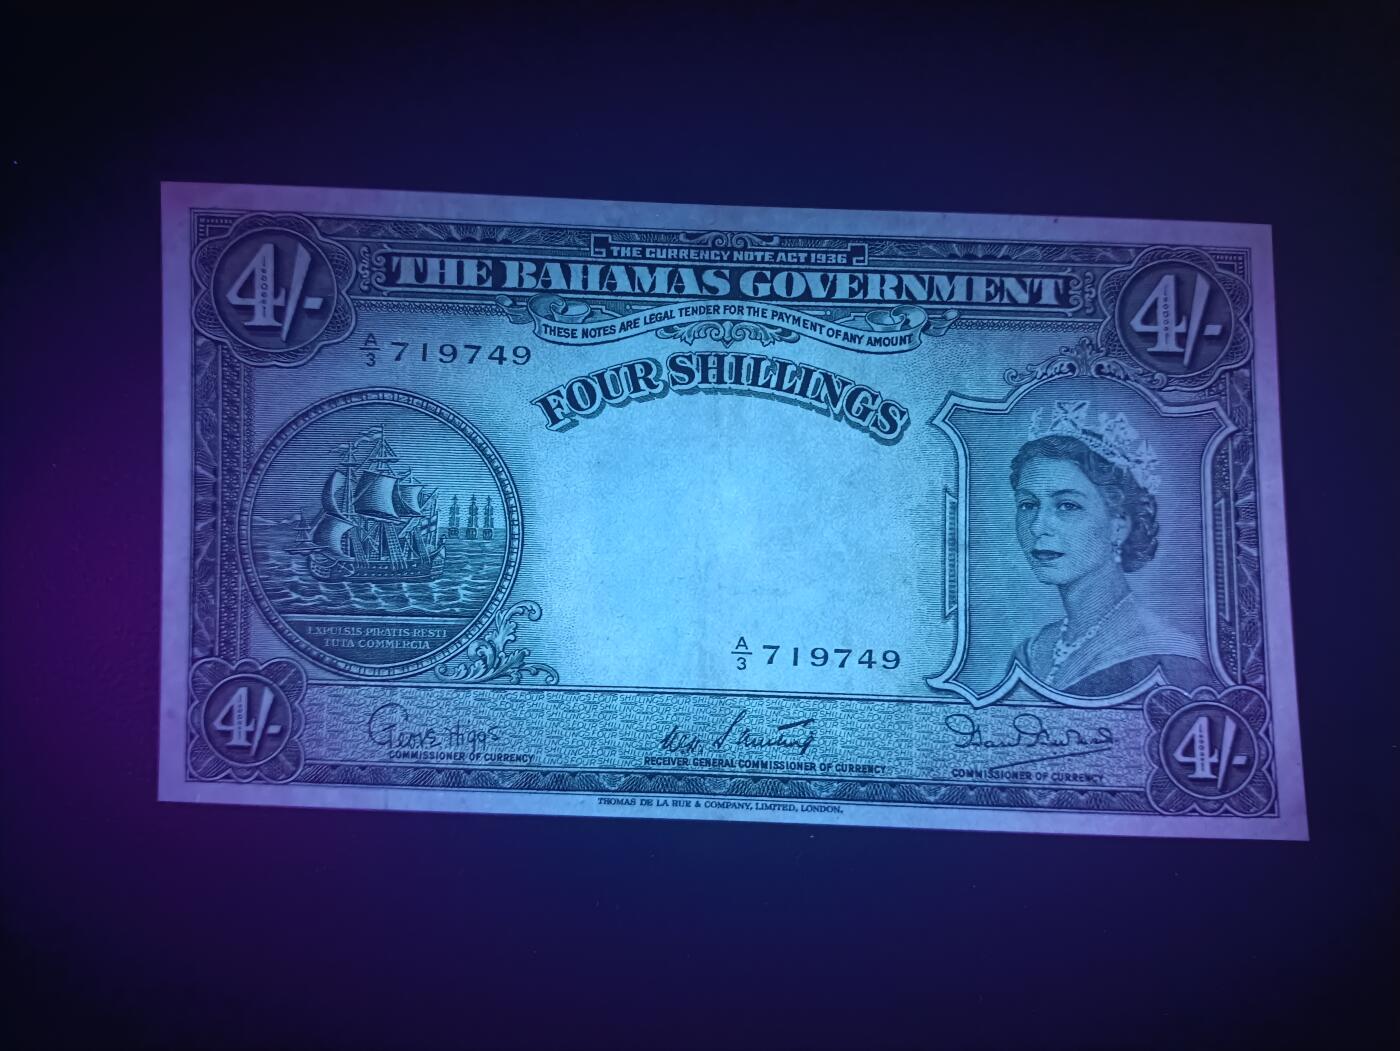 THE CURRENCY NOTE ACT 1936
4/- THE BAHAMAS GOVERNMENT 4/-
THESE NOTES ARE LEGAL TENDER FOR THE PAYMENT OF ANY AMOUNT
A/3 719749
FOUR SHILLINGS
EXPULSIS PIRATIS RESTI
TUTA COMMERCIA
A/3 719749
4/- 4/-
George Higgs
COMMISSIONER OF CURRENCY
RECEIVER GENERAL COMMISSIONER OF CURRENCY
COMMISSIONER OF CURRENCY
THOMAS DE LA RUE & COMPANY, LIMITED, LONDON.